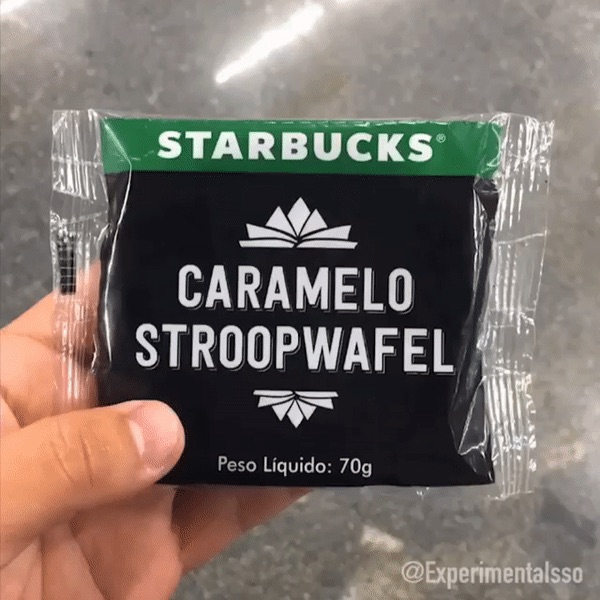 STARBUCKS®
CARAMELO
STROOPWAFEL
Peso Líquido: 70g
@Experimentalsso